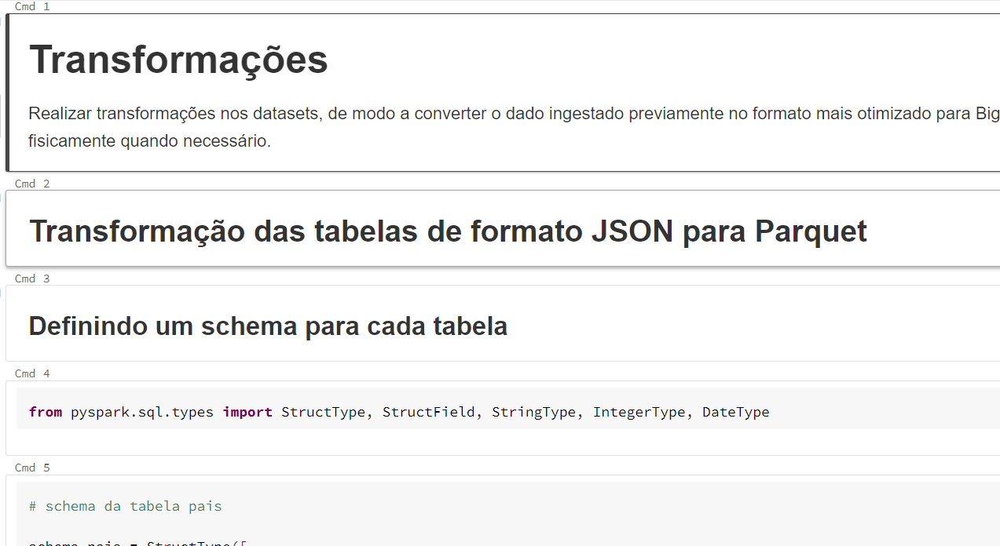 Cmd 1
Transformações
Realizar transformações nos datasets, de modo a converter o dado ingestado previamente no formato mais otimizado para Big
fisicamente quando necessário.
Cmd 2
Transformação das tabelas de formato JSON para Parquet
Cmd 3
Definindo um schema para cada tabela
Cmd 4
from pyspark.sql.types import StructType, StructField, StringType, IntegerType, DateType
Cmd 5
# schema da tabela pais
schema_pais = StructType([